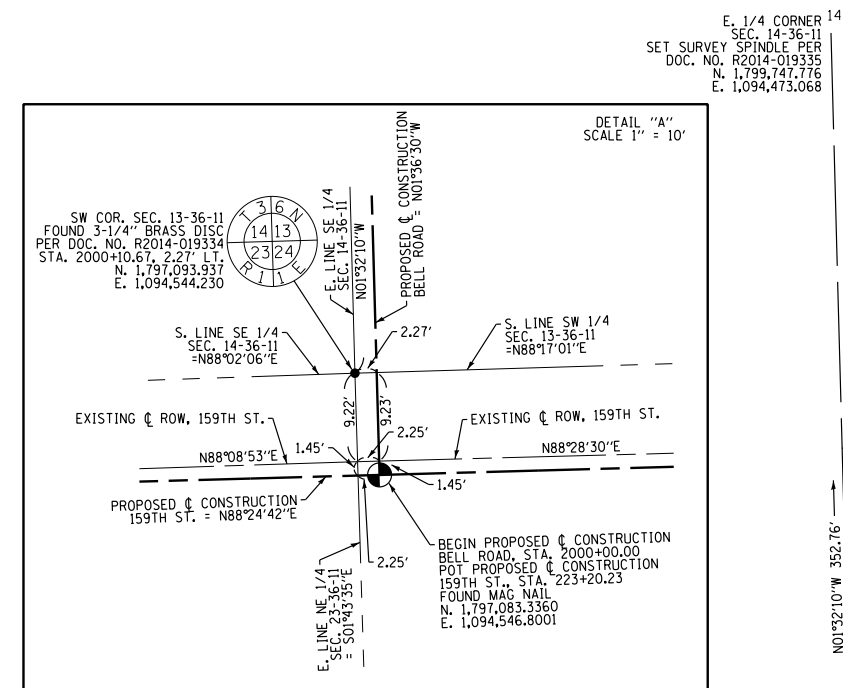 E. 1/4 CORNER
SEC. 14-36-11
SET SURVEY SPINDLE PER
DOC. NO. R2014-019335
N. 1,799,747.776
E. 1,094,473.068
14
DETAIL "A"
SCALE 1" = 10'
SW COR. SEC. 13-36-11
FOUND 3-1/4" BRASS DISC
PER DOC. NO. R2014-019334
STA. 2000+10.67, 2.27' LT.
N. 1,797,093.937
E. 1,094,544.230
T 3 6 N
14 13
23 24
R 1 1 E
E. LINE SE 1/4
SEC. 14-36-11
N01°32'10"W
PROPOSED ℄ CONSTRUCTION
BELL ROAD = N01°36'30"W
S. LINE SE 1/4
SEC. 14-36-11
=N88°02'06"E
2.27'
S. LINE SW 1/4
SEC. 13-36-11
=N88°17'01"E
9.22'
9.23'
EXISTING ℄ ROW, 159TH ST.
2.25'
EXISTING ℄ ROW, 159TH ST.
N88°08'53"E
1.45'
N88°28'30"E
1.45'
PROPOSED ℄ CONSTRUCTION
159TH ST. = N88°24'42"E
2.25'
BEGIN PROPOSED ℄ CONSTRUCTION
BELL ROAD, STA. 2000+00.00
POT PROPOSED ℄ CONSTRUCTION
159TH ST., STA. 223+20.23
FOUND MAG NAIL
N. 1,797,083.3360
E. 1,094,546.8001
E. LINE NE 1/4
SEC. 23-36-11
= S01°43'35"E
N01°32'10"W 352.76'